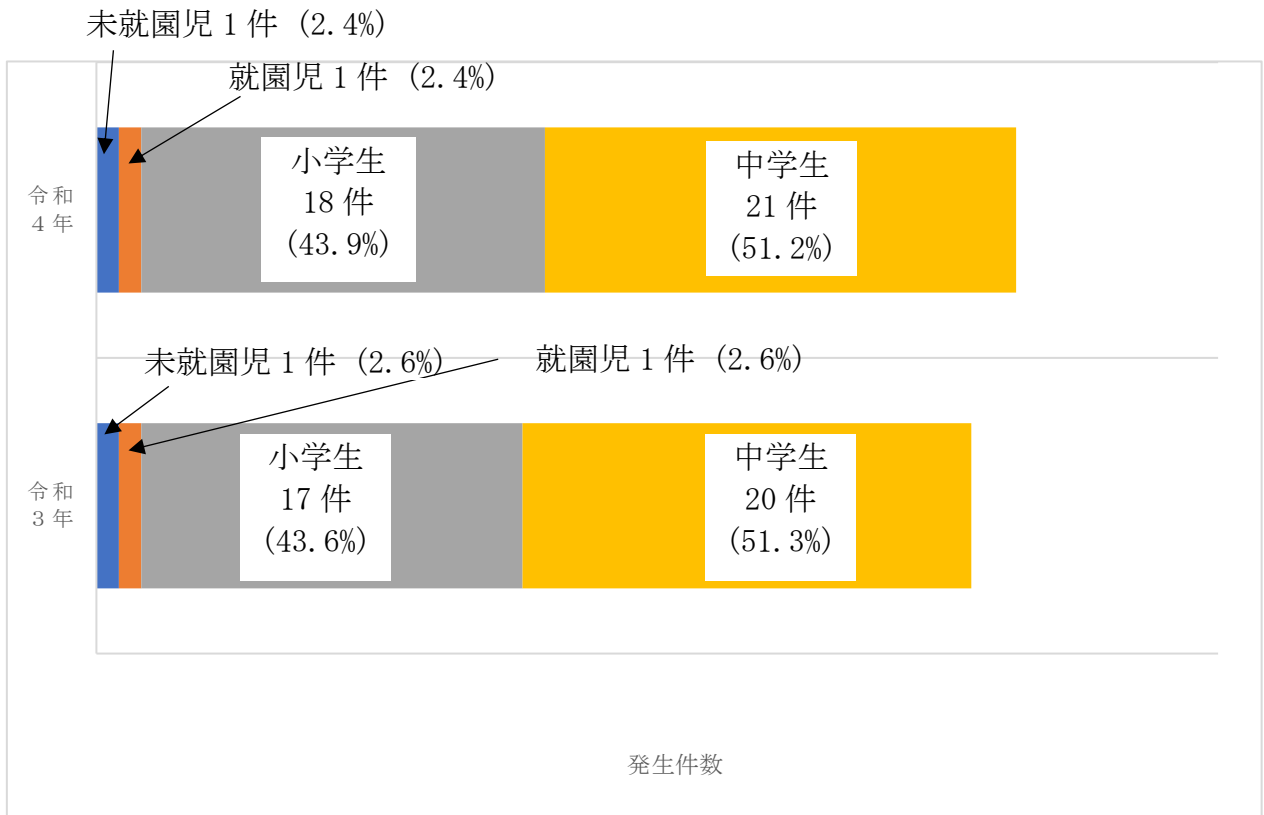 未就園児 1 件 (2.4%)
就園児 1 件 (2.4%)
令和
４年
小学生
18 件
(43.9%)
中学生
21 件
(51.2%)
未就園児 1 件 (2.6%)
就園児 1 件 (2.6%)
令和
３年
小学生
17 件
(43.6%)
中学生
20 件
(51.3%)
発生件数